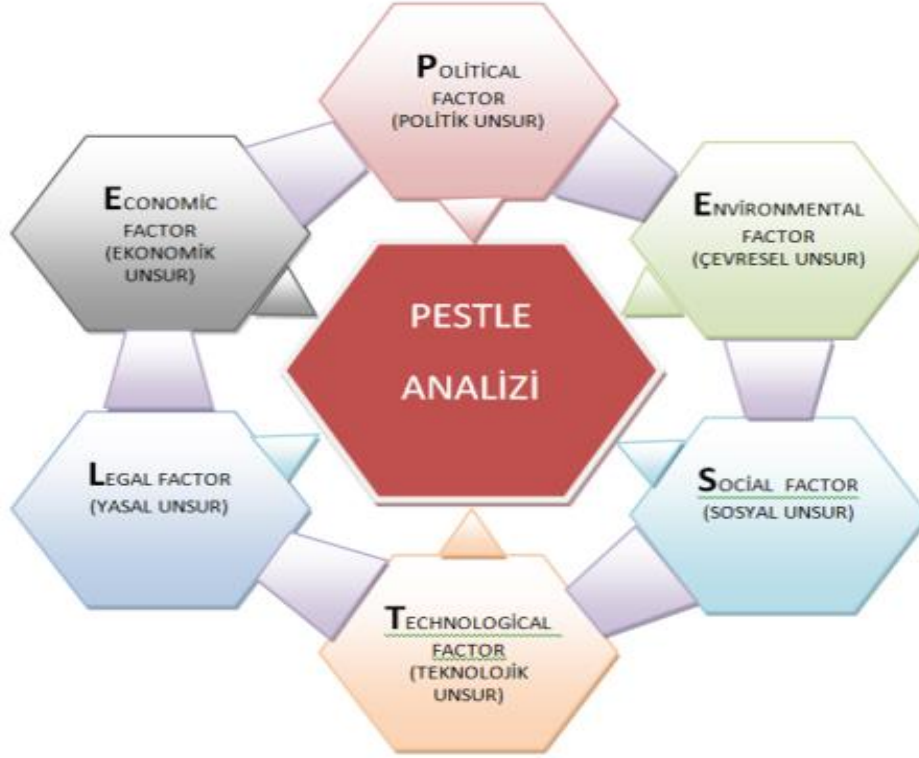 POLİTİCAL
FACTOR
(POLİTİK UNSUR)
ECONOMİC
FACTOR
(EKONOMİK
UNSUR)
ENVİRONMENTAL
FACTOR
(ÇEVRESEL UNSUR)
PESTLE
ANALİZİ
LEGAL FACTOR
(YASAL UNSUR)
SOCİAL FACTOR
(SOSYAL UNSUR)
TECHNOLOGİCAL
FACTOR
(TEKNOLOJİK
UNSUR)